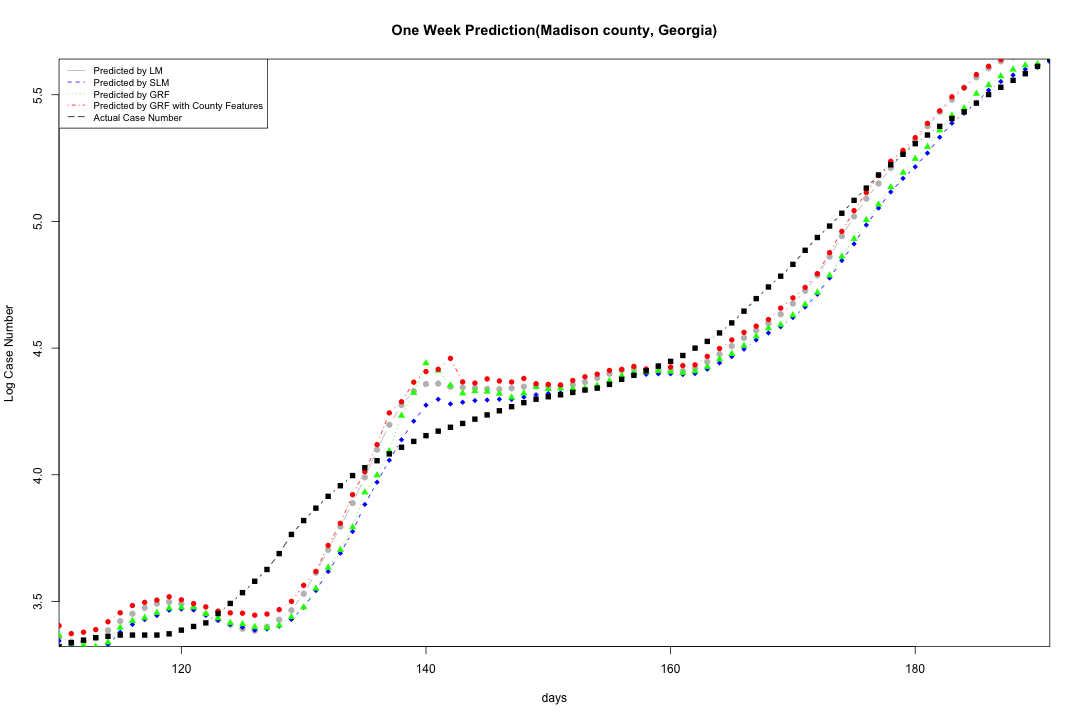 One Week Prediction(Madison county, Georgia)
Predicted by LM
Predicted by SLM
Predicted by GRF
Predicted by GRF with County Features
Actual Case Number
5.5
5.0
4.5
4.0
3.5
Log Case Number
120 140 160 180
days